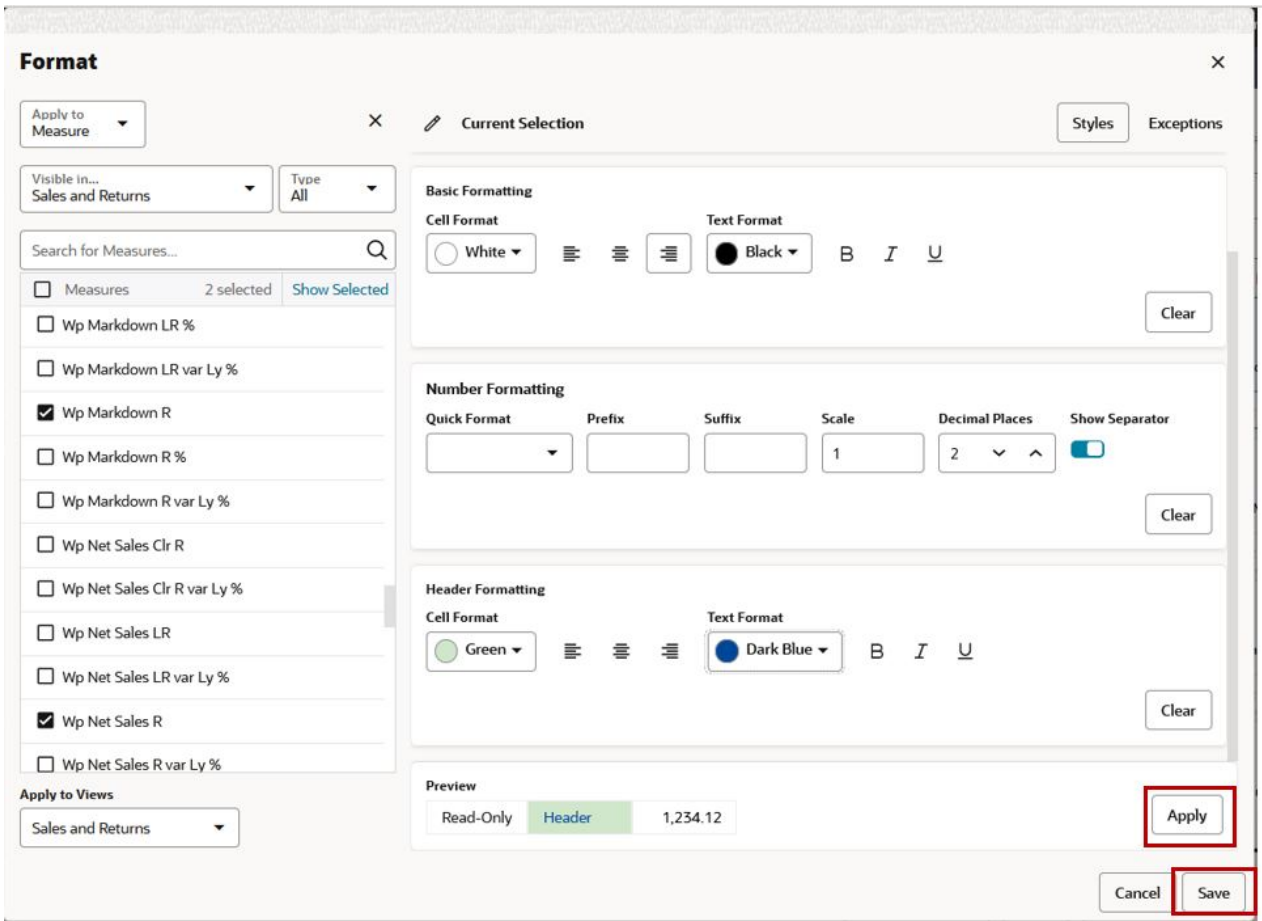 Format
Apply to
Measure
Current Selection
Styles
Exceptions
Visible in...
Sales and Returns
Type
All
Search for Measures...
Measures 2 selected Show Selected
Wp Markdown LR %
Wp Markdown LR var Ly %
Wp Markdown R
Wp Markdown R %
Wp Markdown R var Ly %
Wp Net Sales Clr R
Wp Net Sales Clr R var Ly %
Wp Net Sales LR
Wp Net Sales LR var Ly %
Wp Net Sales R
Wp Net Sales R var Ly %
Apply to Views
Sales and Returns
Basic Formatting
Cell Format Text Format
White Black B I U
Clear
Number Formatting
Quick Format Prefix Suffix Scale Decimal Places Show Separator
1 2
Clear
Header Formatting
Cell Format Text Format
Green Dark Blue B I U
Clear
Preview
Read-Only Header 1,234.12
Apply
Cancel Save